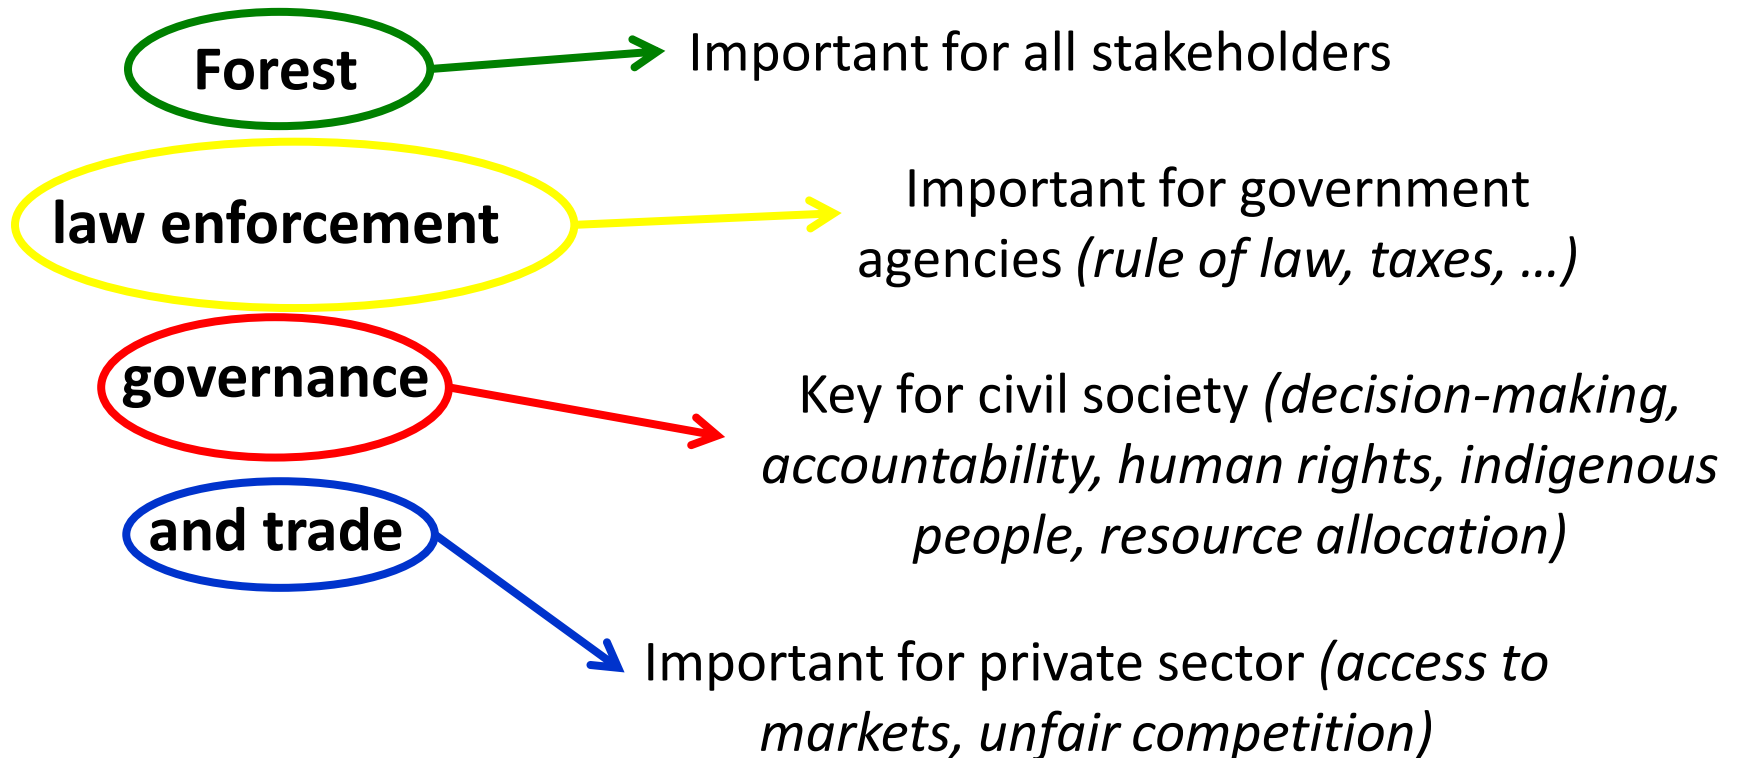 Forest
Important for all stakeholders
law enforcement
Important for government
agencies (rule of law, taxes, …)
governance
Key for civil society (decision-making,
accountability, human rights, indigenous
people, resource allocation)
and trade
Important for private sector (access to
markets, unfair competition)